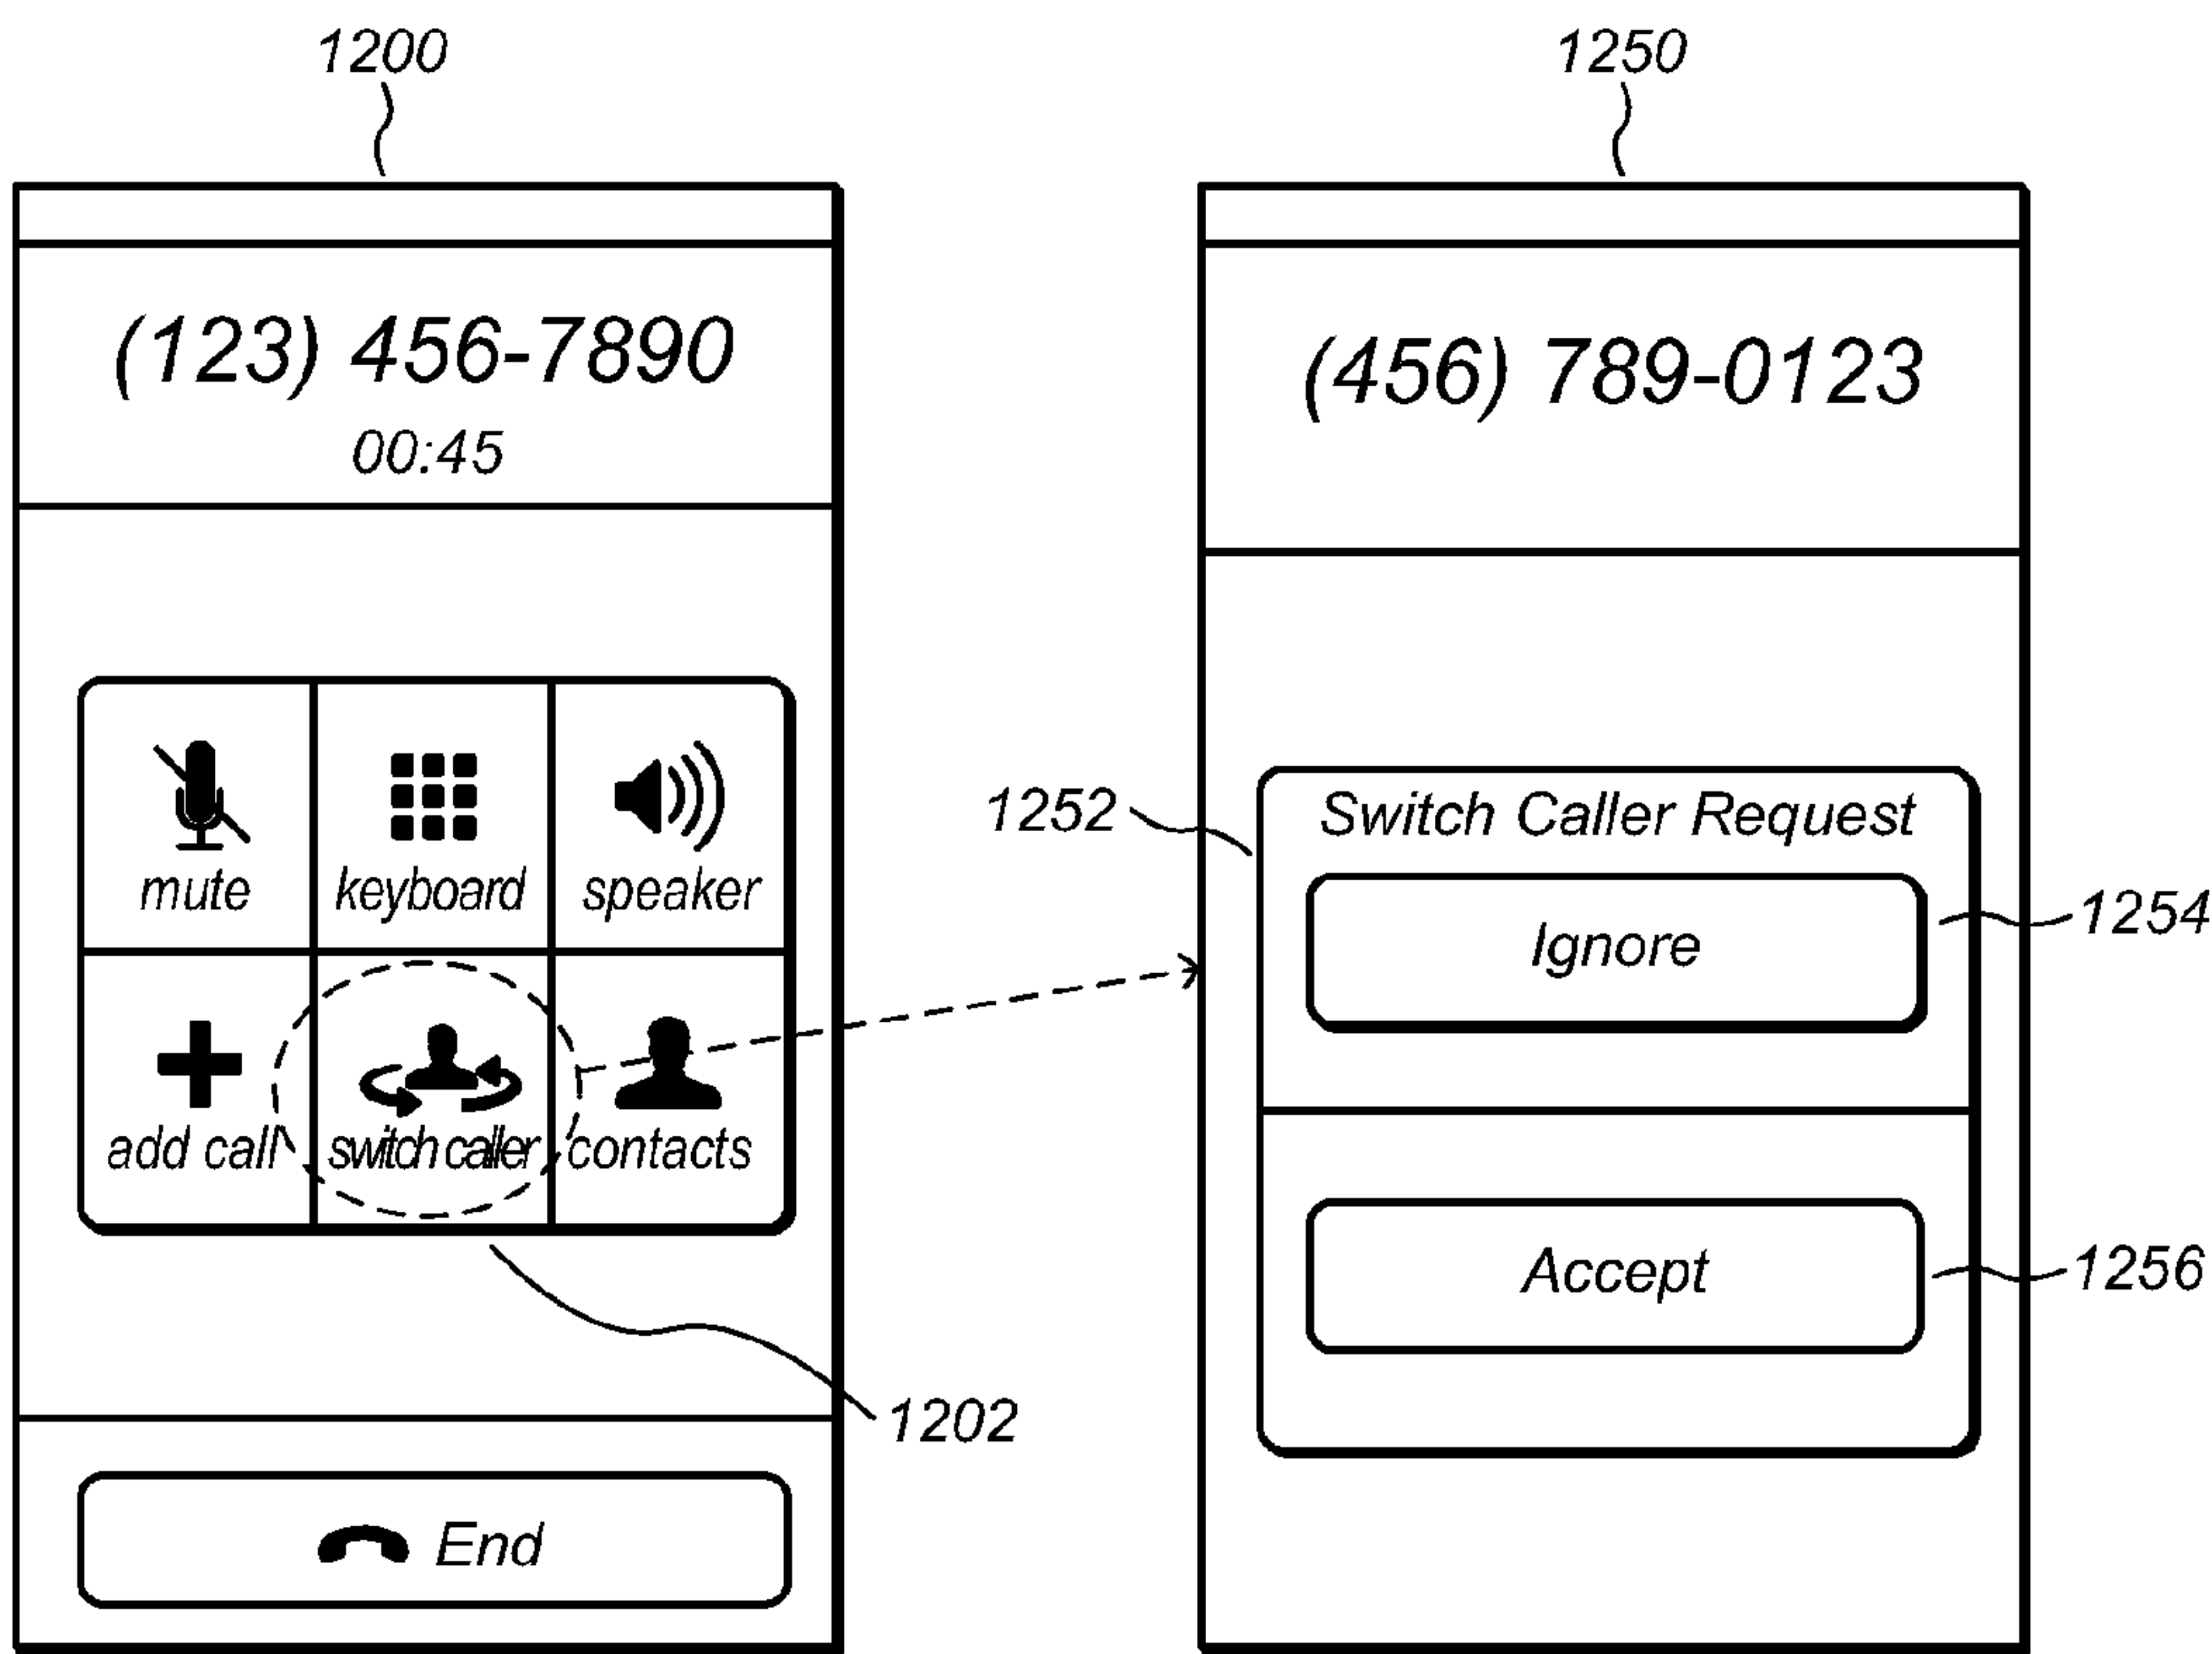 1200
1250
(123) 456-7890
00:45
(456) 789-0123
mute
keyboard
speaker
add call
switch caller
contacts
1202
End
1252
Switch Caller Request
Ignore
1254
Accept
1256